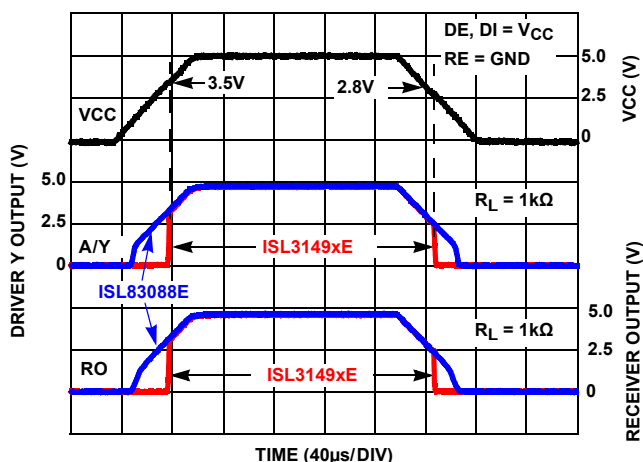 DE, DI = VCC
RE = GND
5.0
3.5V
2.8V
2.5
VCC
0
VCC (V)
5.0
RL = 1kΩ
2.5
A/Y
ISL3149xE
0
DRIVER Y OUTPUT (V)
ISL83088E
5.0
RL = 1kΩ
2.5
RO
ISL3149xE
0
RECEIVER OUTPUT (V)
TIME (40µs/DIV)